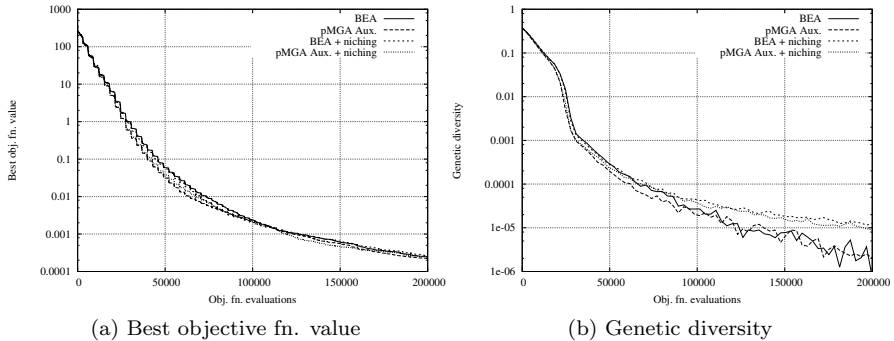 BEA
pMGA Aux.
BEA + niching
pMGA Aux. + niching
1000
100
10
1
0.1
0.01
0.001
0.0001
Best obj. fn. value
0
50000
100000
150000
200000
Obj. fn. evaluations
(a) Best objective fn. value
BEA
pMGA Aux.
BEA + niching
pMGA Aux. + niching
1
0.1
0.01
0.001
0.0001
1e-05
1e-06
Genetic diversity
0
50000
100000
150000
200000
Obj. fn. evaluations
(b) Genetic diversity